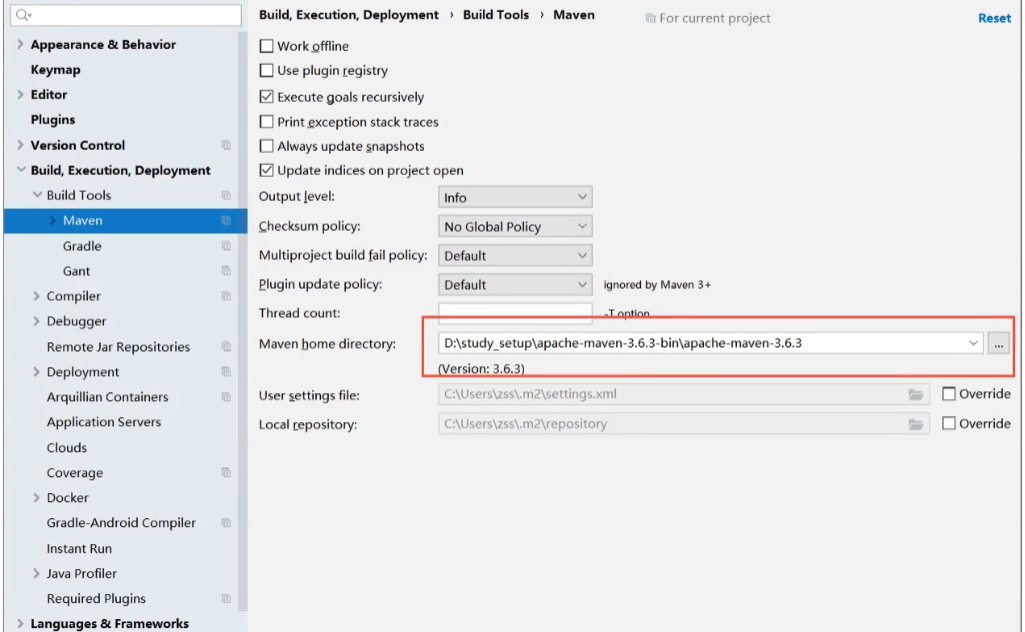 Build, Execution, Deployment › Build Tools › Maven
For current project
Reset
Appearance & Behavior
Keymap
Editor
Plugins
Version Control
Build, Execution, Deployment
Build Tools
Maven
Gradle
Gant
Compiler
Debugger
Remote Jar Repositories
Deployment
Arquillian Containers
Application Servers
Clouds
Coverage
Docker
Gradle-Android Compiler
Instant Run
Java Profiler
Required Plugins
Languages & Frameworks
Work offline
Use plugin registry
Execute goals recursively
Print exception stack traces
Always update snapshots
Update indices on project open
Output level: Info
Checksum policy: No Global Policy
Multiproject build fail policy: Default
Plugin update policy: Default ignored by Maven 3+
Thread count: -T option
Maven home directory: D:\study_setup\apache-maven-3.6.3-bin\apache-maven-3.6.3 ...
(Version: 3.6.3)
User settings file: C:\Users\zss\.m2\settings.xml Override
Local repository: C:\Users\zss\.m2\repository Override